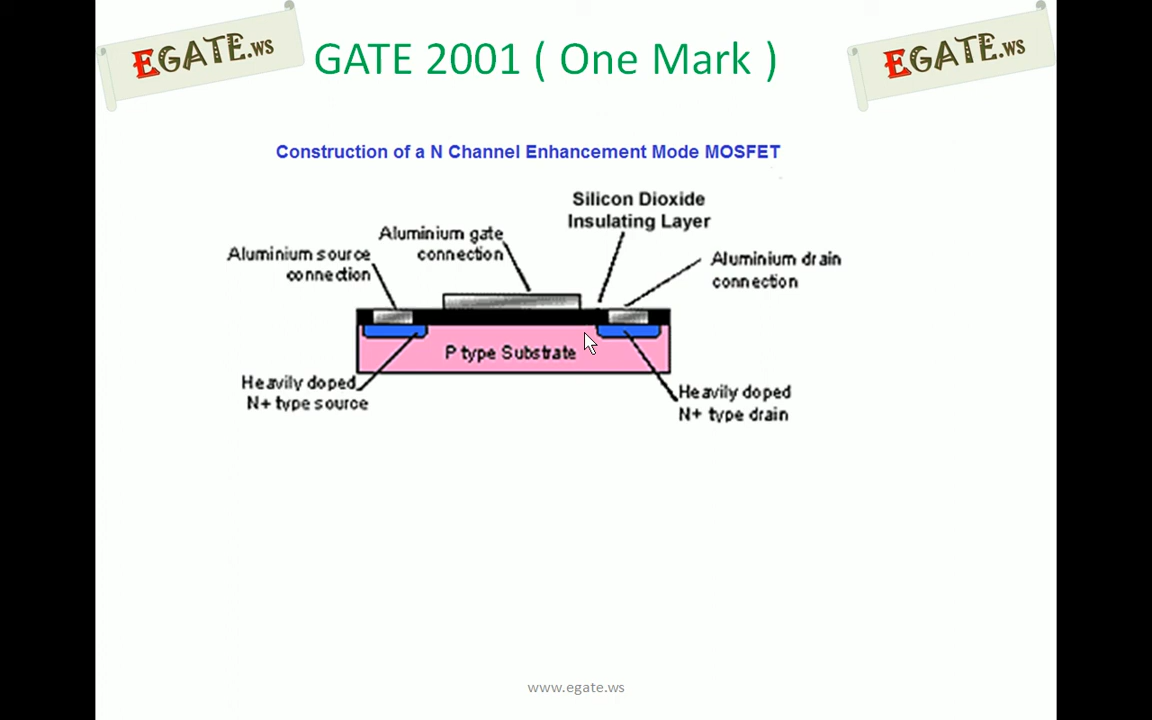 EGATE.ws
GATE 2001 ( One Mark )
EGATE.ws
Construction of a N Channel Enhancement Mode MOSFET
Silicon Dioxide
Insulating Layer
Aluminium gate
connection
Aluminium source
connection
Aluminium drain
connection
P type Substrate
Heavily doped
N+ type source
Heavily doped
N+ type drain
www.egate.ws